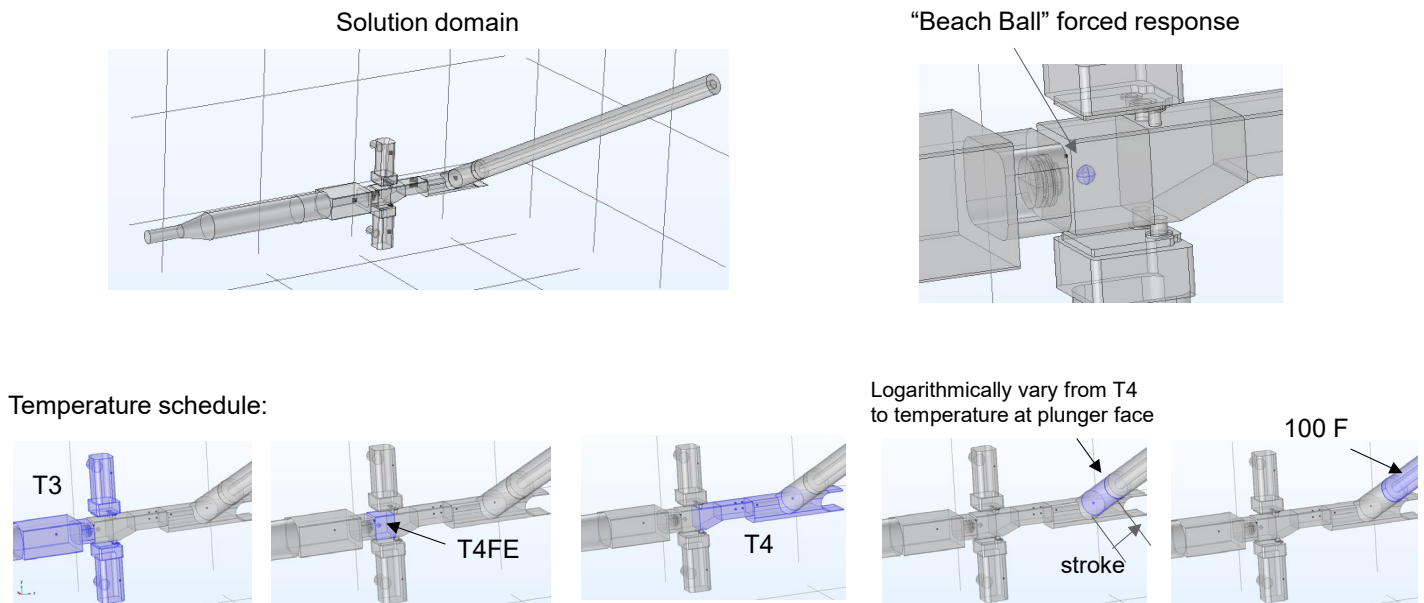 Solution domain
“Beach Ball” forced response
Temperature schedule:
Logarithmically vary from T4
to temperature at plunger face
100 F
T3
T4FE
T4
stroke